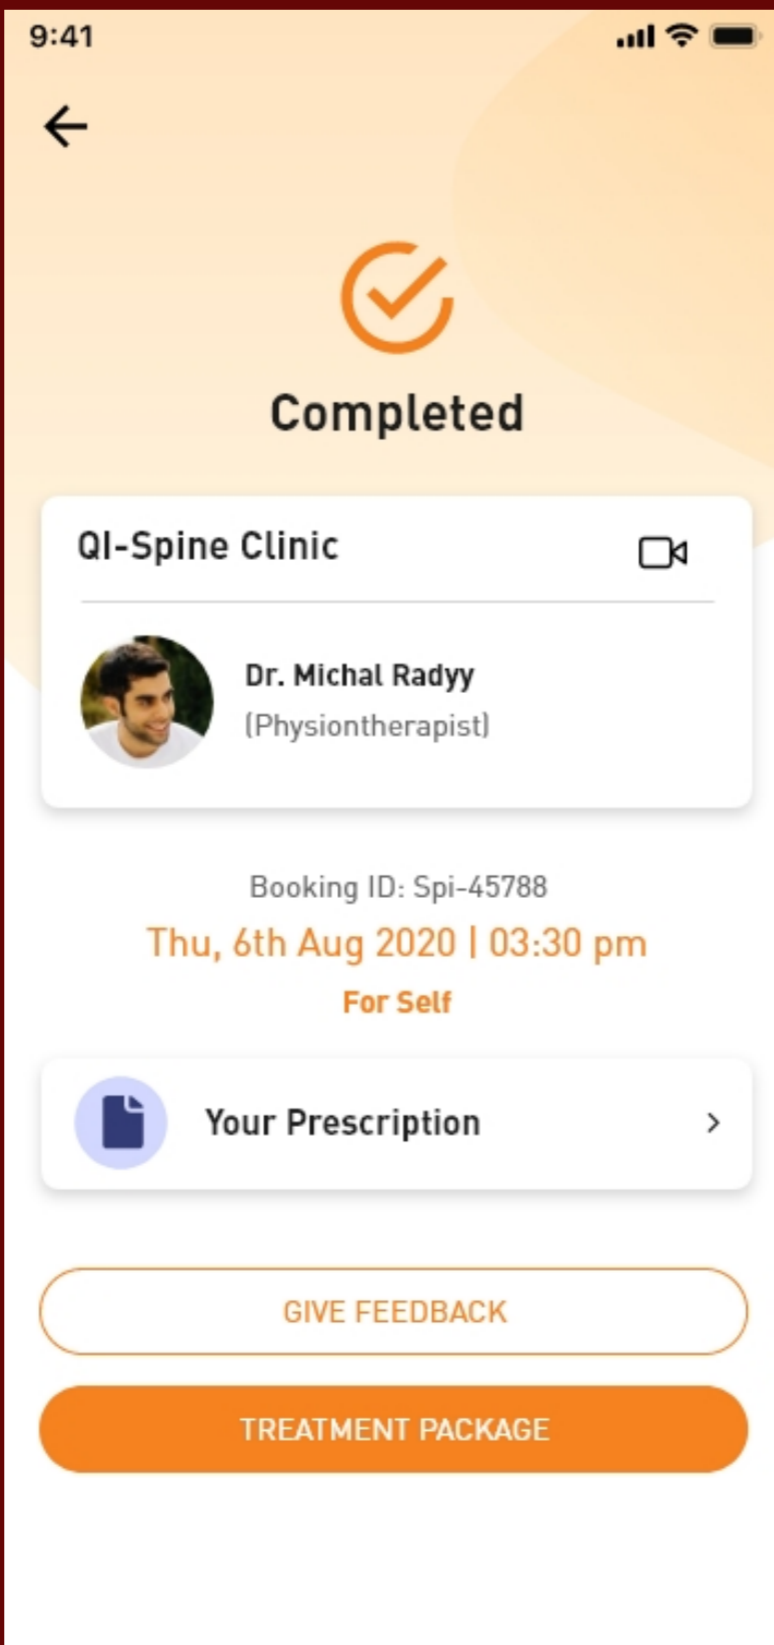 9:41
Completed
QI-Spine Clinic
Dr. Michal Radyy
(Physiontherapist)
Booking ID: Spi-45788
Thu, 6th Aug 2020 | 03:30 pm
For Self
Your Prescription
GIVE FEEDBACK
TREATMENT PACKAGE